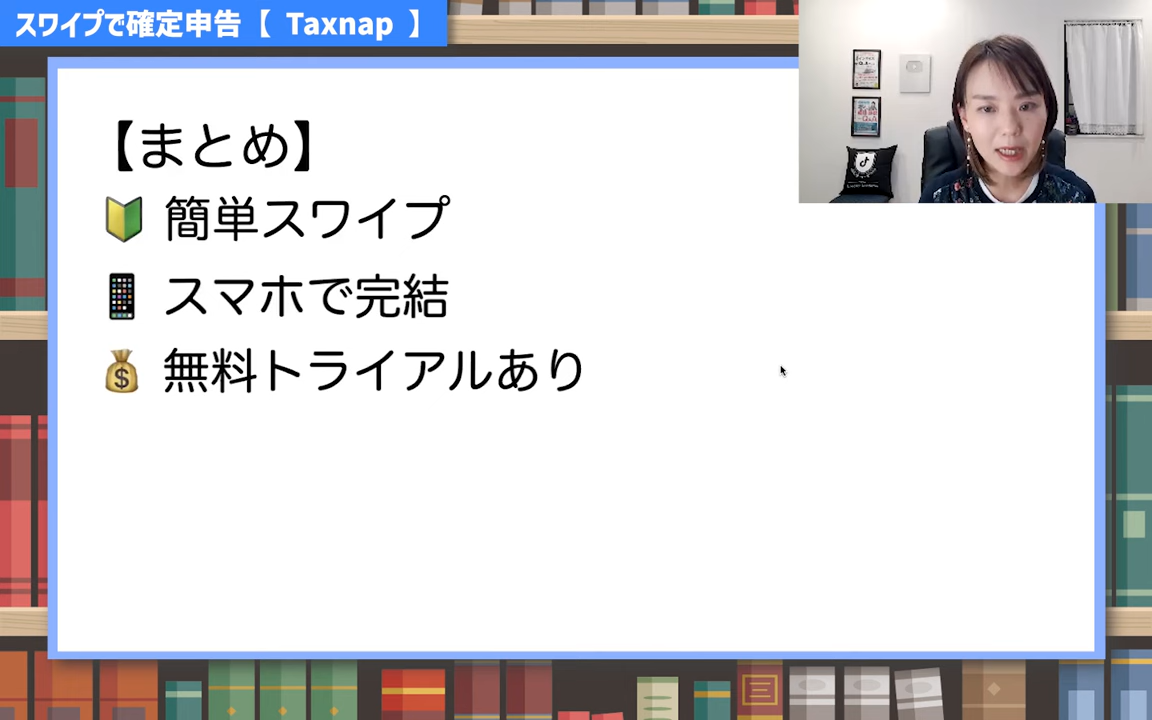 スワイプで確定申告【 Taxnap 】
【まとめ】
🔰 簡単スワイプ
📱 スマホで完結
💰 無料トライアルあり